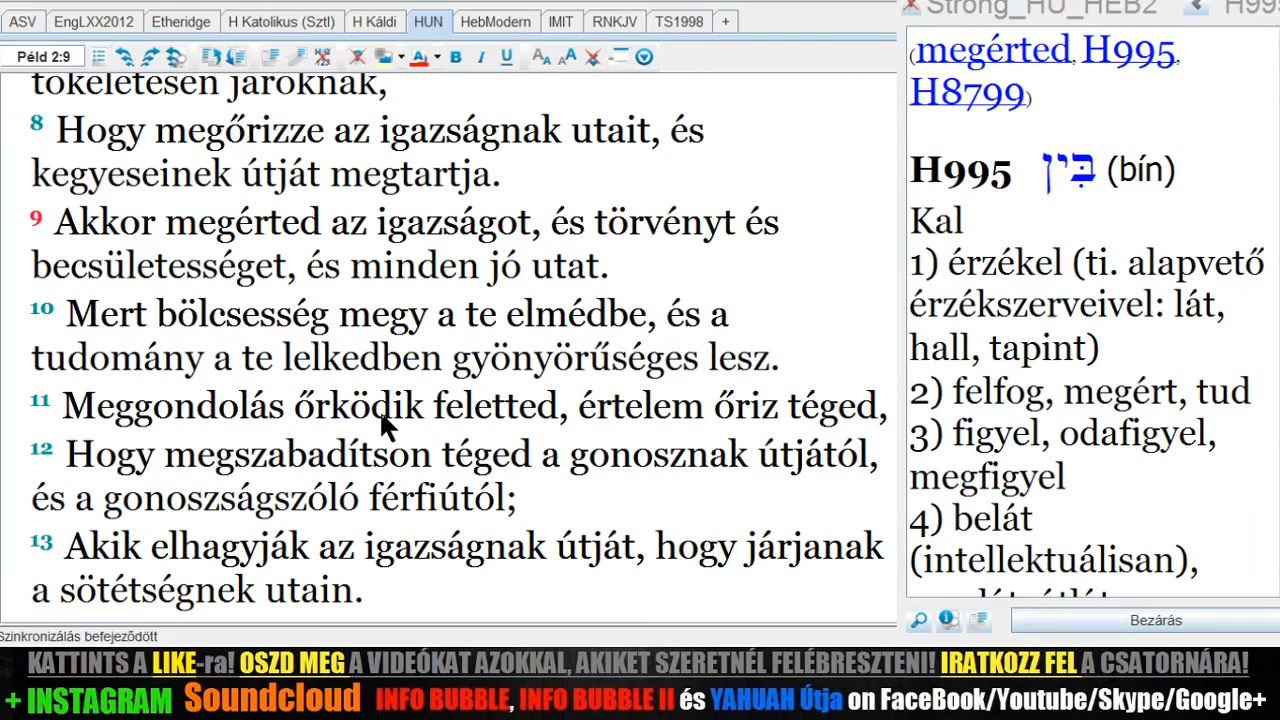 ASV EngLXX2012 Etheridge H Katolikus (Sztl) H Káldi HUN HebModern IMIT RNKJV TS1998 +
Péld 2:9
tökéletesen jároknak,
8 Hogy megőrizze az igazságnak utait, és
kegyeseinek útját megtartja.
9 Akkor megérted az igazságot, és törvényt és
becsületességet, és minden jó utat.
10 Mert bölcsesség megy a te elmédbe, és a
tudomány a te lelkedben gyönyörűséges lesz.
11 Meggondolás őrködik feletted, értelem őriz téged,
12 Hogy megszabadítson téged a gonosznak útjától,
és a gonoszságszóló férfiútól;
13 Akik elhagyják az igazságnak útját, hogy járjanak
a sötétségnek utain.
Szinkronizálás befejeződött
Strong_HU_HEB2 H995
(megérted, H995,
H8799)
H995 בִּין (bín)
Kal
1) érzékel (ti. alapvető
érzékszerveivel: lát,
hall, tapint)
2) felfog, megért, tud
3) figyel, odafigyel,
megfigyel
4) belát
(intellektuálisan),
Bezárás
KATTINTS A LIKE-ra! OSZD MEG A VIDEÓKAT AZOKKAL, AKIKET SZERETNÉL FELÉBRESZTENI! IRATKOZZ FEL A CSATORNÁRA!
+ INSTAGRAM Soundcloud INFO BUBBLE, INFO BUBBLE II és YAHUAH Útja on FaceBook/Youtube/Skype/Google+